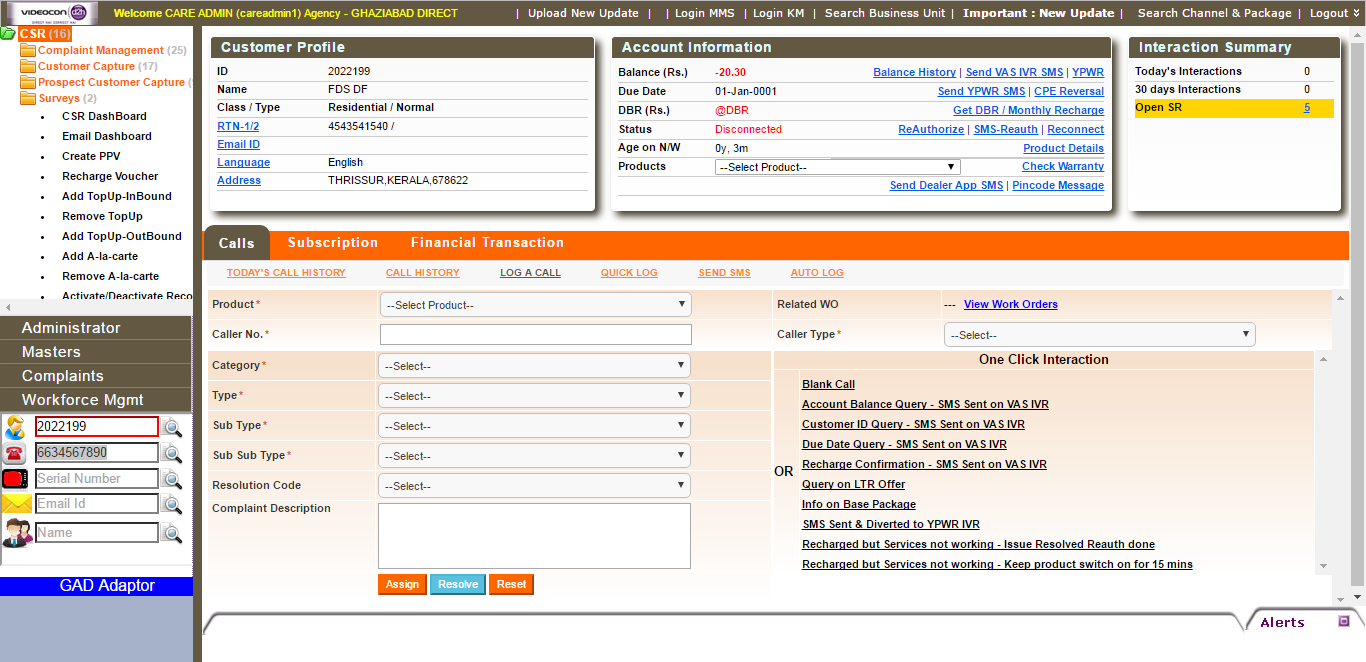 VIDEOCON d2h
DIRECT HAI CORRECT HAI
Welcome CARE ADMIN (careadmin1) Agency - GHAZIABAD DIRECT
| Upload New Update | | Login MMS | Login KM | Search Business Unit | Important : New Update | Search Channel & Package | Logout
CSR (16)
Complaint Management (25)
Customer Capture (17)
Prospect Customer Capture (
Surveys (2)
• CSR DashBoard
• Email Dashboard
• Create PPV
• Recharge Voucher
• Add TopUp-InBound
• Remove TopUp
• Add TopUp-OutBound
• Add A-la-carte
• Remove A-la-carte
• Activate/Deactivate Reco
Administrator
Masters
Complaints
Workforce Mgmt
2022199
6634567890
Serial Number
Email Id
Name
GAD Adaptor
Customer Profile
ID 2022199
Name FDS DF
Class / Type Residential / Normal
RTN-1/2 4543541540 /
Email ID
Language English
Address THRISSUR,KERALA,678622
Account Information
Balance (Rs.) -20.30 Balance History | Send VAS IVR SMS | YPWR
Due Date 01-Jan-0001 Send YPWR SMS | CPE Reversal
DBR (Rs.) @DBR Get DBR / Monthly Recharge
Status Disconnected ReAuthorize | SMS-Reauth | Reconnect
Age on N/W 0y, 3m Product Details
Products --Select Product-- Check Warranty
Send Dealer App SMS | Pincode Message
Interaction Summary
Today's Interactions 0
30 days Interactions 0
Open SR 5
Calls Subscription Financial Transaction
TODAY'S CALL HISTORY CALL HISTORY LOG A CALL QUICK LOG SEND SMS AUTO LOG
Product* --Select Product-- Related WO --- View Work Orders
Caller No.* Caller Type* --Select--
Category* --Select--
Type* --Select--
Sub Type* --Select--
Sub Sub Type* --Select--
Resolution Code --Select--
Complaint Description
Assign Resolve Reset
OR
One Click Interaction
Blank Call
Account Balance Query - SMS Sent on VAS IVR
Customer ID Query - SMS Sent on VAS IVR
Due Date Query - SMS Sent on VAS IVR
Recharge Confirmation - SMS Sent on VAS IVR
Query on LTR Offer
Info on Base Package
SMS Sent & Diverted to YPWR IVR
Recharged but Services not working - Issue Resolved Reauth done
Recharged but Services not working - Keep product switch on for 15 mins
Alerts